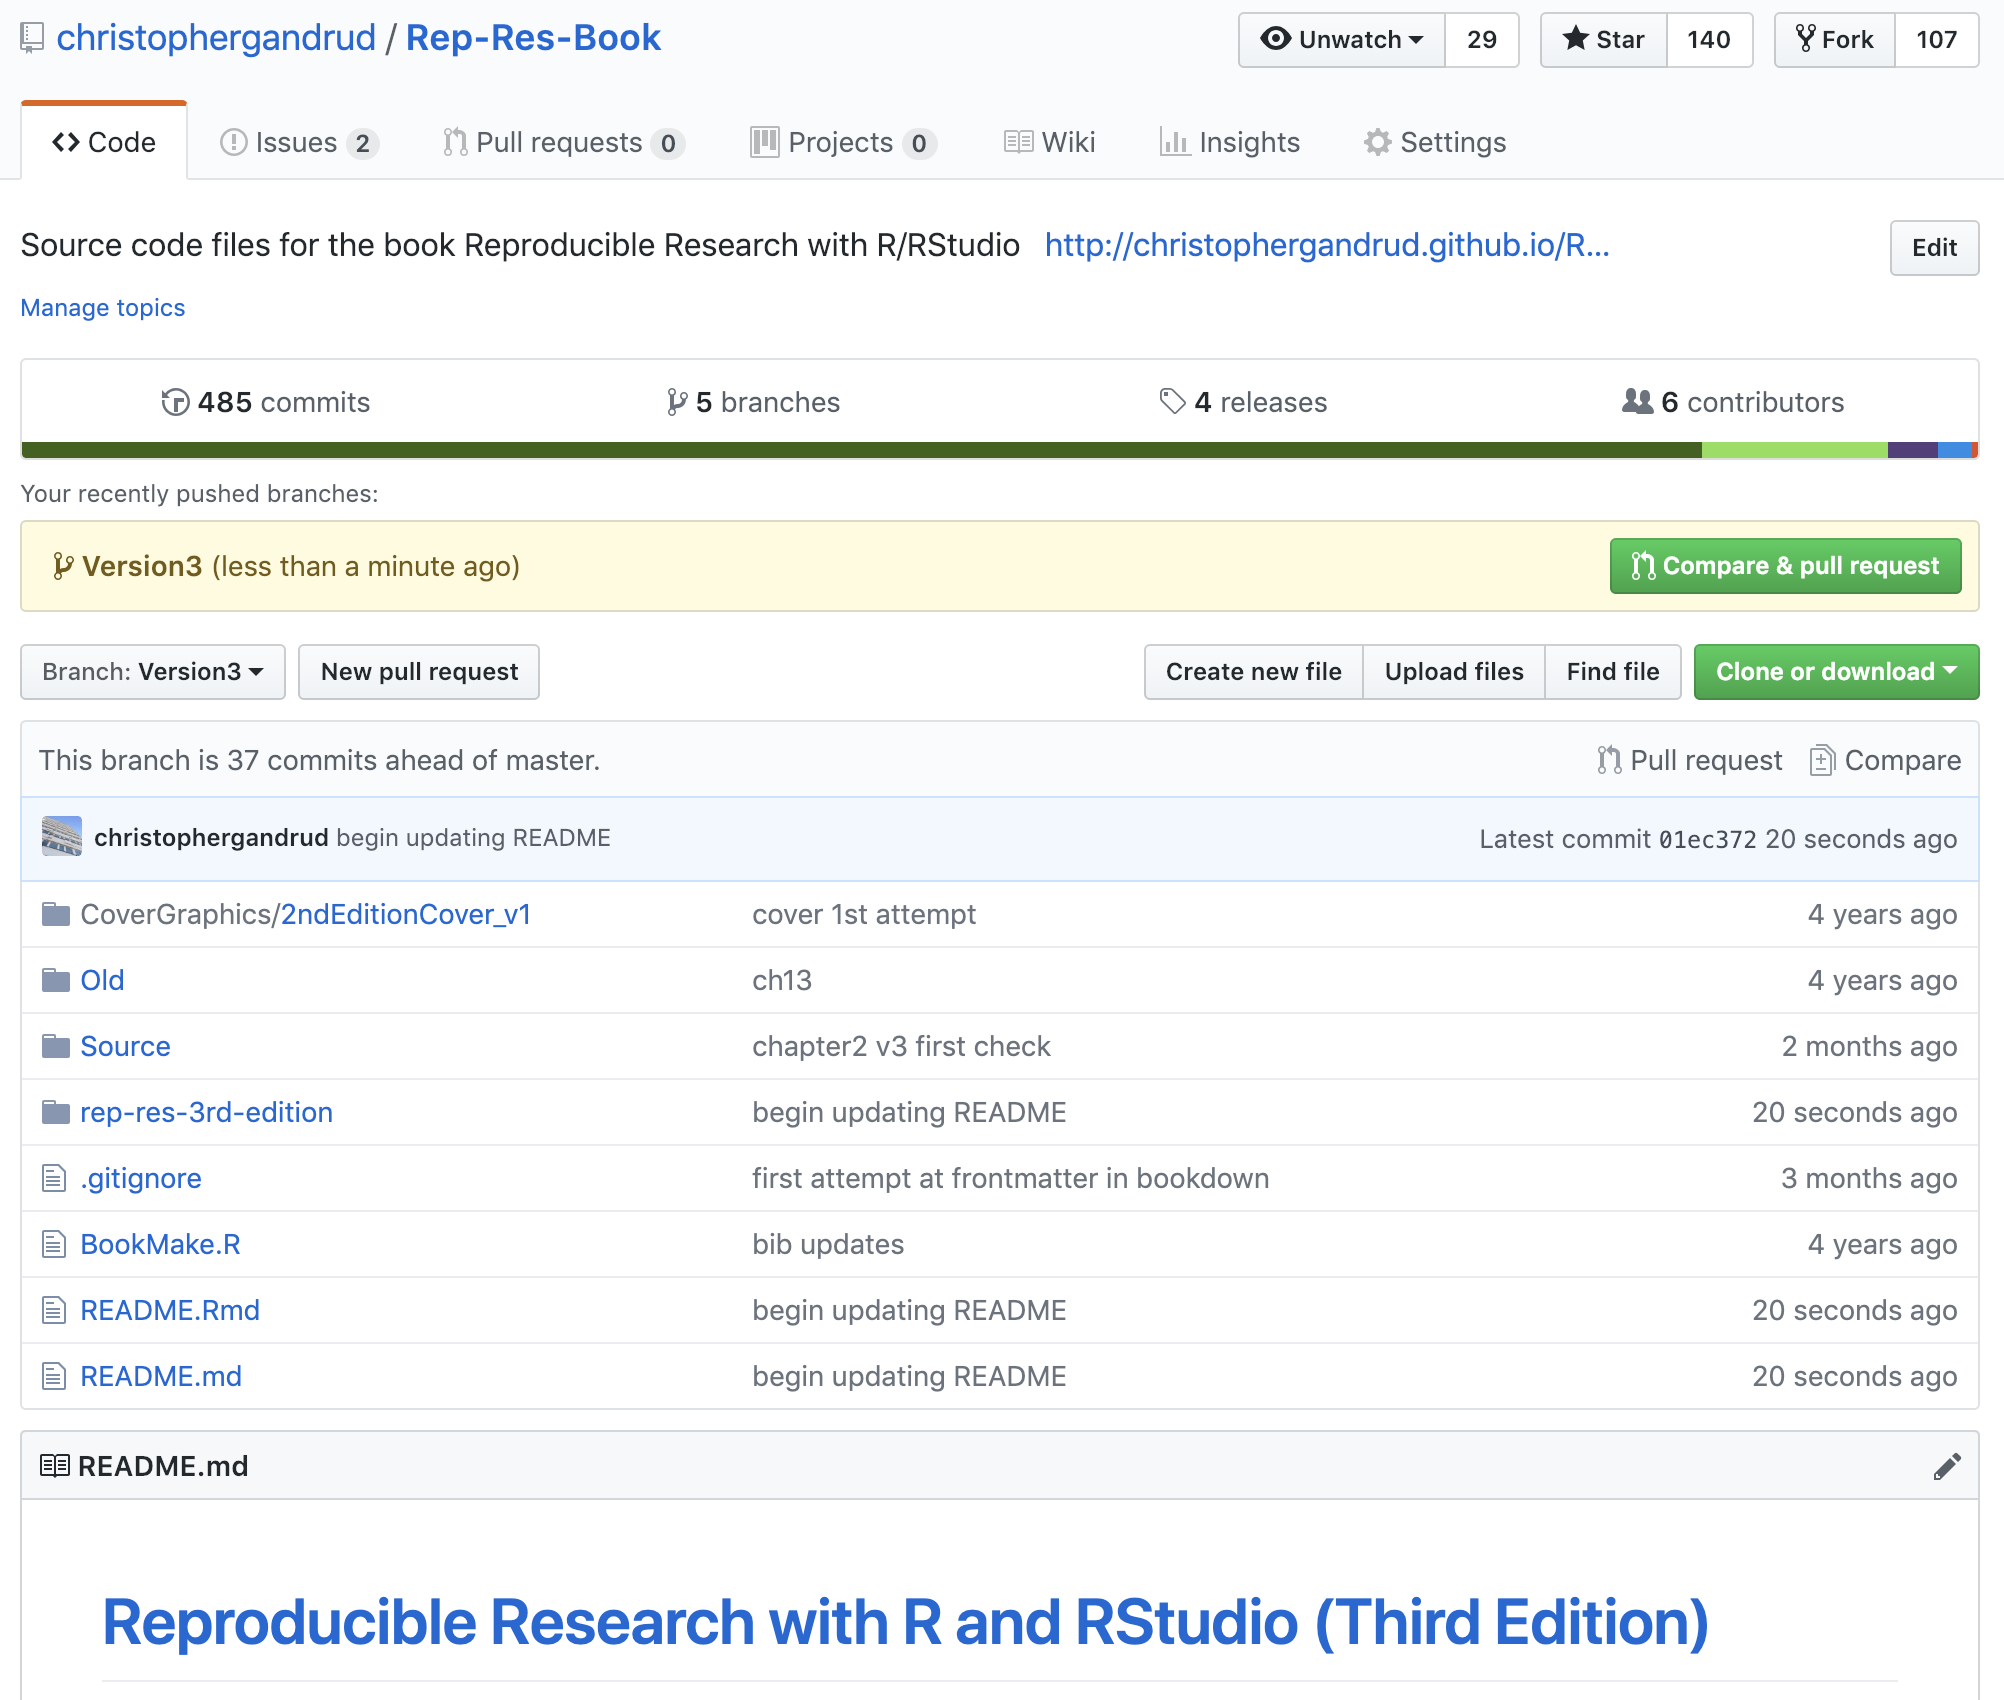 christophergandrud / Rep-Res-Book Unwatch 29 Star 140 Fork 107
Code Issues 2 Pull requests 0 Projects 0 Wiki Insights Settings
Source code files for the book Reproducible Research with R/RStudio http://christophergandrud.github.io/R... Edit
Manage topics
485 commits 5 branches 4 releases 6 contributors
Your recently pushed branches:
Version3 (less than a minute ago) Compare & pull request
Branch: Version3 New pull request Create new file Upload files Find file Clone or download
This branch is 37 commits ahead of master. Pull request Compare
christophergandrud begin updating README Latest commit 01ec372 20 seconds ago
CoverGraphics/2ndEditionCover_v1 cover 1st attempt 4 years ago
Old ch13 4 years ago
Source chapter2 v3 first check 2 months ago
rep-res-3rd-edition begin updating README 20 seconds ago
.gitignore first attempt at frontmatter in bookdown 3 months ago
BookMake.R bib updates 4 years ago
README.Rmd begin updating README 20 seconds ago
README.md begin updating README 20 seconds ago
README.md
Reproducible Research with R and RStudio (Third Edition)